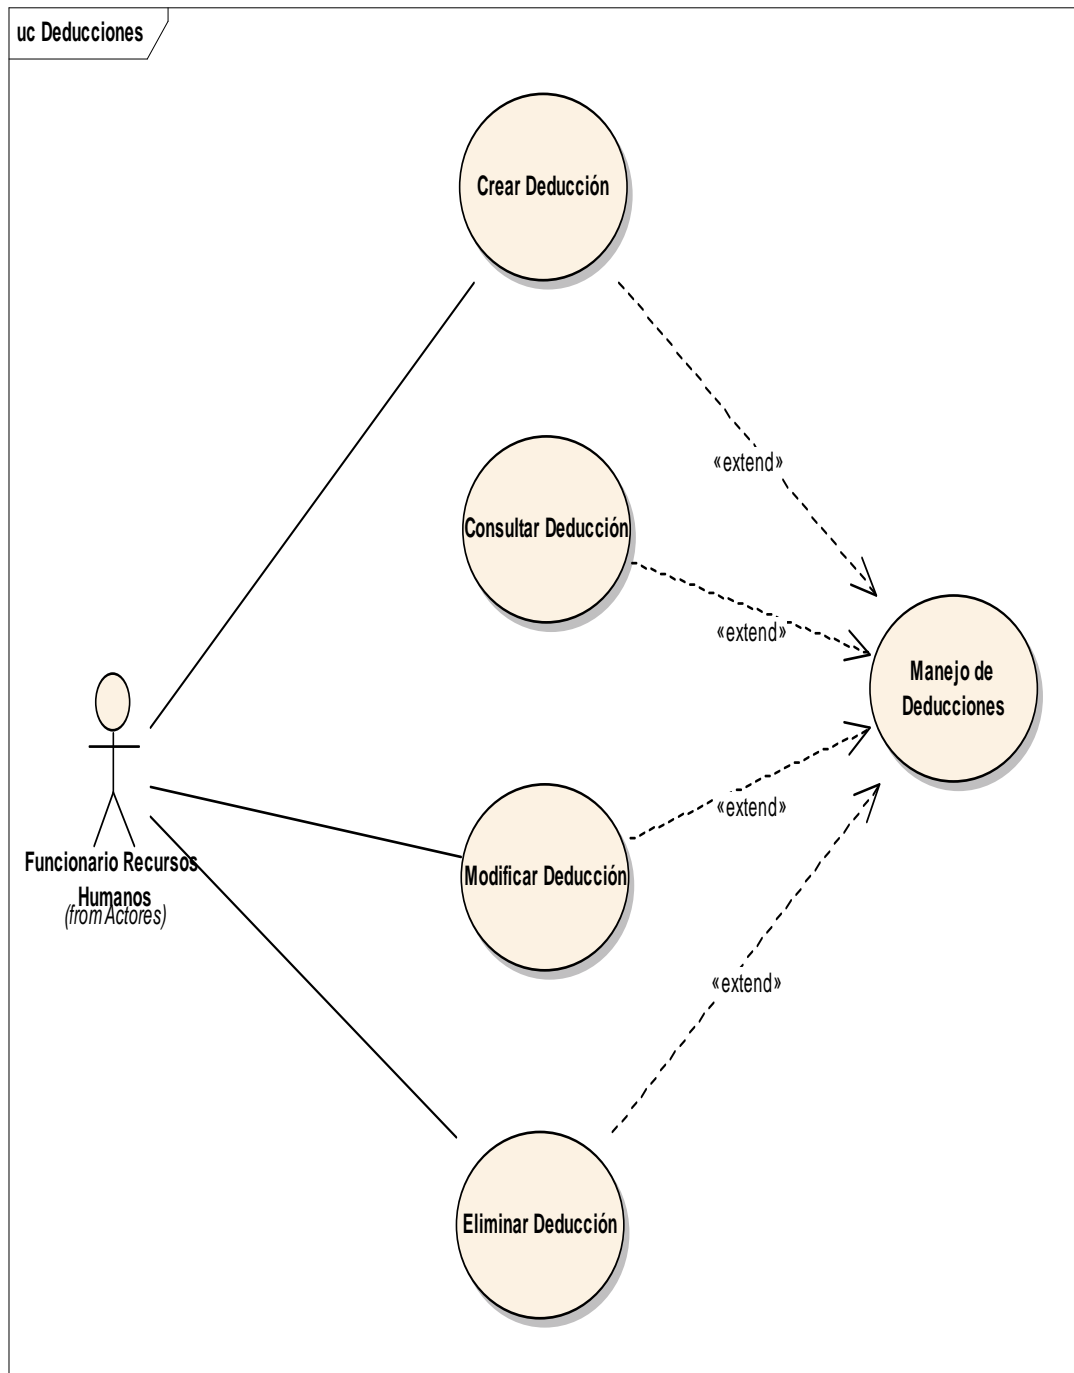 uc Deducciones
Crear Deducción
«extend»
Consultar Deducción
«extend»
Manejo de
Deducciones
Funcionario Recursos
Humanos
(from Actores)
Modificar Deducción
«extend»
«extend»
Eliminar Deducción